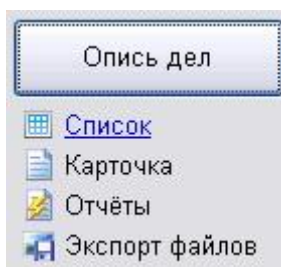 Опись дел
Список
Карточка
Отчёты
Экспорт файлов